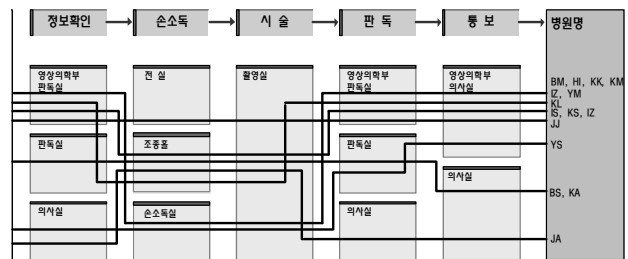 정보확인
손소독
시 술
판 독
통 보
병원명
영상의학부
판독실
전 실
촬영실
영상의학부
판독실
영상의학부
의사실
BM, HI, KK, KM
IZ, YM
KL
IS, KS, IZ
JJ
판독실
조종홀
판독실
YS
의사실
BS, KA
의사실
손소독실
의사실
JA